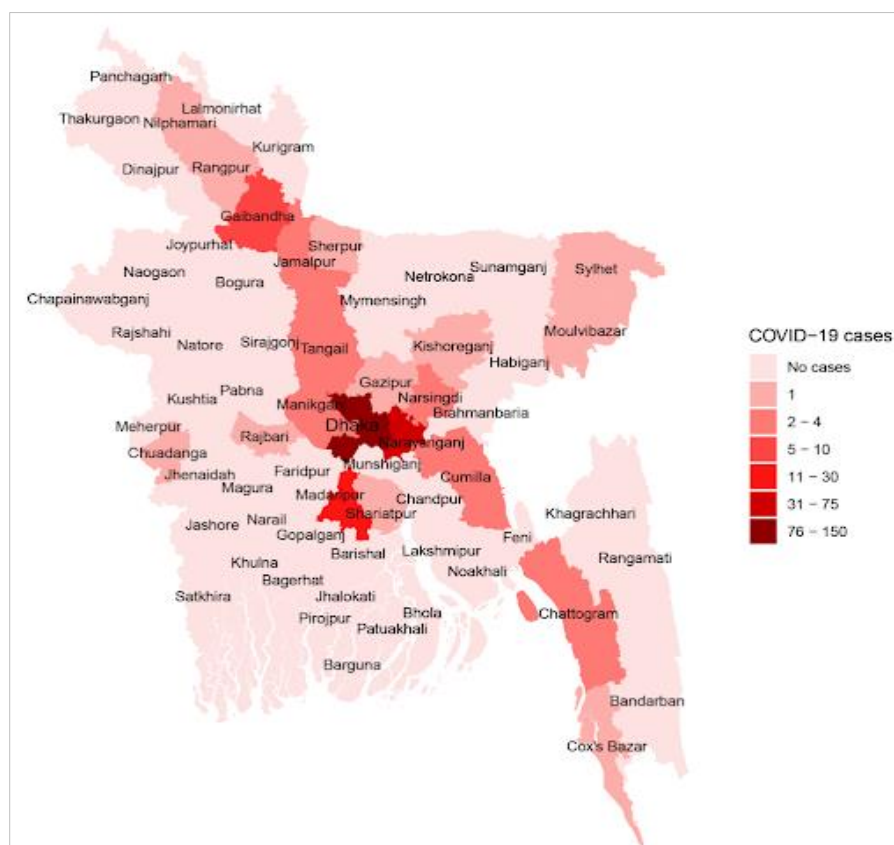 Panchagarh
Lalmonirhat
Thakurgaon
Nilphamari
Kurigram
Dinajpur
Rangpur
Gaibandha
Joypurhat
Sherpur
Jamalpur
Naogaon
Bogura
Netrokona
Sunamganj
Sylhet
Chapainawabganj
Mymensingh
Rajshahi
Natore
Sirajgonj
Tangail
Kishoreganj
Moulvibazar
Habiganj
Gazipur
Pabna
Kushtia
Manikganj
Narsingdi
Brahmanbaria
Meherpur
Dhaka
Rajbari
Narayanganj
Chuadanga
Jhenaidah
Faridpur
Munshiganj
Cumilla
Magura
Madaripur
Chandpur
Shariatpur
Jashore
Narail
Gopalganj
Khagrachhari
Feni
Barishal
Lakshmipur
Rangamati
Khulna
Bagerhat
Noakhali
Satkhira
Jhalokati
Pirojpur
Bhola
Patuakhali
Chattogram
Barguna
Bandarban
Cox's Bazar
COVID−19 cases
No cases
1
2 − 4
5 − 10
11 − 30
31 − 75
76 − 150